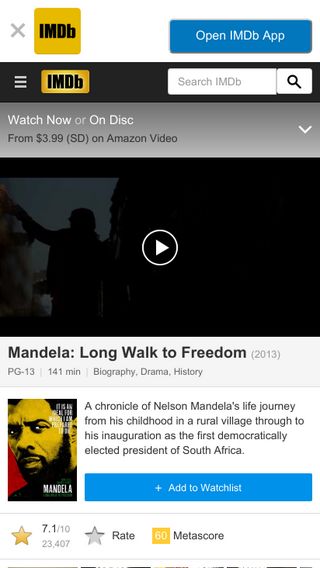 IMDb
Open IMDb App
IMDb
Search IMDb
Watch Now or On Disc
From $3.99 (SD) on Amazon Video
Mandela: Long Walk to Freedom (2013)
PG-13 | 141 min | Biography, Drama, History
IT IS AN
IDEAL FOR
WHICH I AM
PREPARED
TO DIE
MANDELA
LONG WALK TO FREEDOM
A chronicle of Nelson Mandela's life journey
from his childhood in a rural village through to
his inauguration as the first democratically
elected president of South Africa.
+ Add to Watchlist
7.1/10
23,407
Rate
60 Metascore